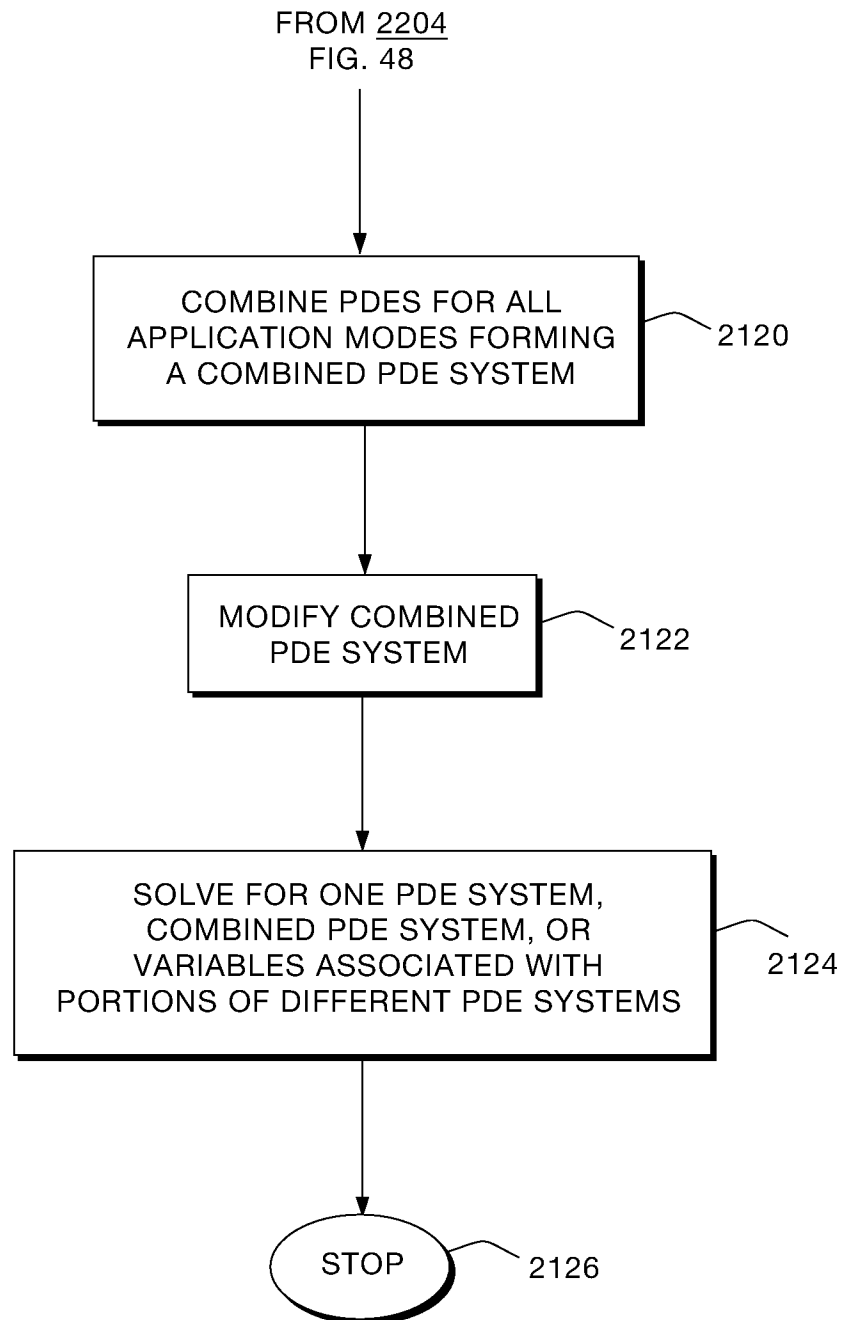 FROM 2204
FIG. 48
COMBINE PDES FOR ALL
APPLICATION MODES FORMING
A COMBINED PDE SYSTEM
2120
MODIFY COMBINED
PDE SYSTEM
2122
SOLVE FOR ONE PDE SYSTEM,
COMBINED PDE SYSTEM, OR
VARIABLES ASSOCIATED WITH
PORTIONS OF DIFFERENT PDE SYSTEMS
2124
STOP
2126